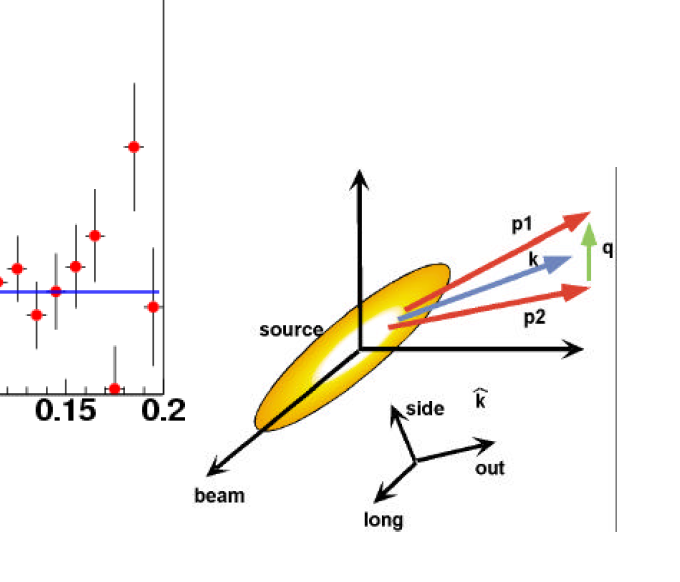 0.15 0.2
p1
k
q
p2
source
side
k̂
out
beam
long